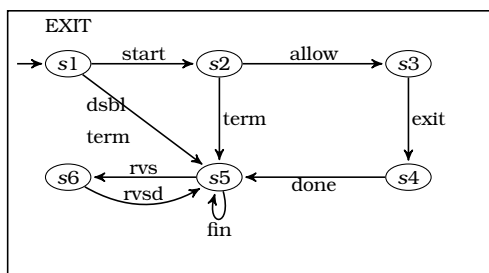 EXIT
s1 start s2 allow s3
dsbl
term
term
exit
s6 rvs s5 done s4
rvsd
fin